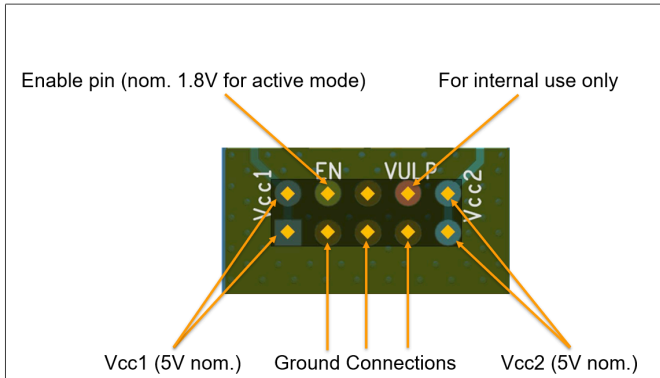 Enable pin (nom. 1.8V for active mode)
For internal use only
Vcc1
EN
VULP
Vcc2
Vcc1 (5V nom.)
Ground Connections
Vcc2 (5V nom.)